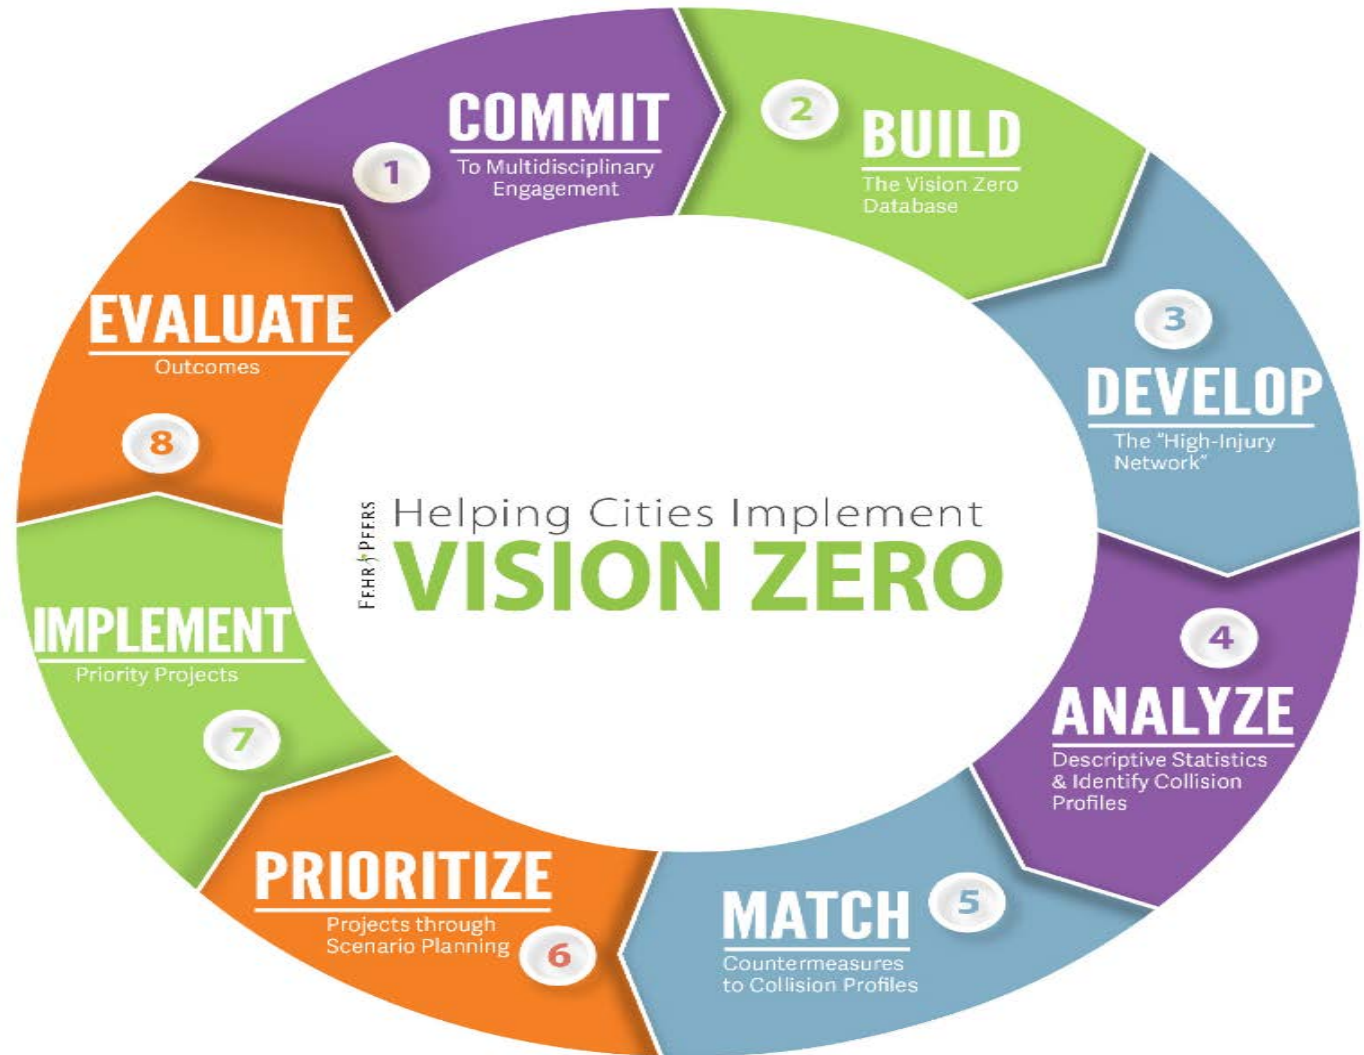 1
COMMIT
To Multidisciplinary
Engagement
2
BUILD
The Vision Zero
Database
3
DEVELOP
The "High-Injury
Network"
4
ANALYZE
Descriptive Statistics
& Identify Collision
Profiles
5
MATCH
Countermeasures
to Collision Profiles
6
PRIORITIZE
Projects through
Scenario Planning
7
IMPLEMENT
Priority Projects
8
EVALUATE
Outcomes
FEHR PEERS
Helping Cities Implement
VISION ZERO